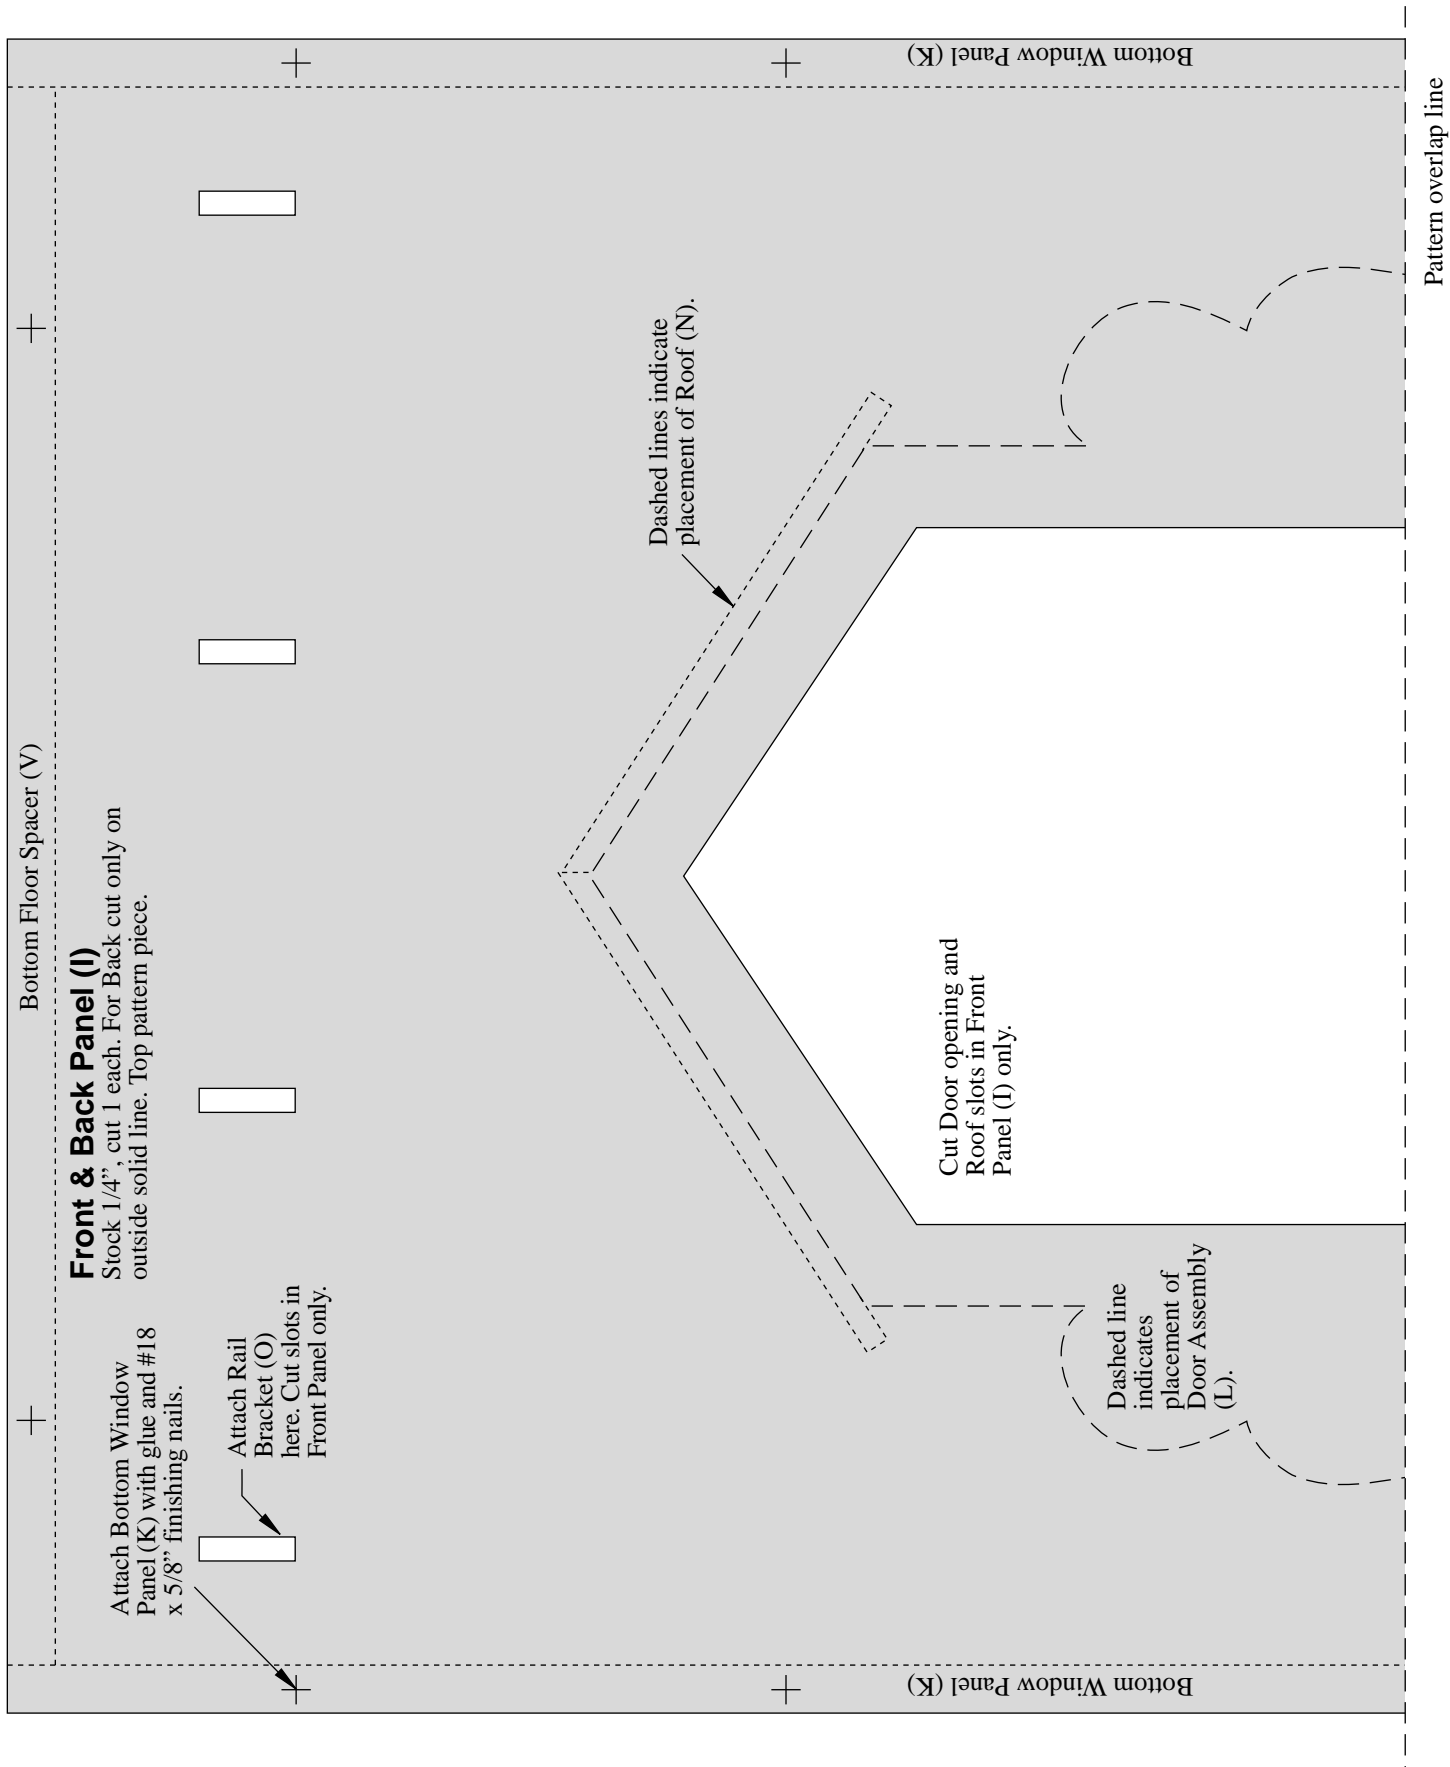 Bottom Floor Spacer (V)
Front & Back Panel (I)
Stock 1/4”, cut 1 each. For Back cut only on
outside solid line. Top pattern piece.
Attach Bottom Window
Panel (K) with glue and #18
x 5/8” finishing nails.
Attach Rail
Bracket (O)
here. Cut slots in
Front Panel only.
Dashed lines indicate
placement of Roof (N).
Cut Door opening and
Roof slots in Front
Panel (I) only.
Dashed line
indicates
placement of
Door Assembly
(L).
Bottom Window Panel (K)
Bottom Window Panel (K)
Pattern overlap line